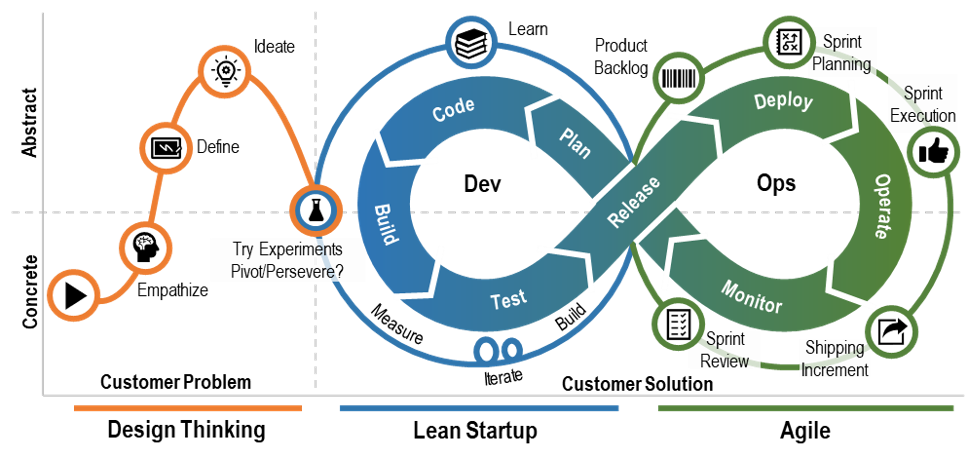 Abstract
Concrete
Ideate
Define
Empathize
Try Experiments
Pivot/Persevere?
Learn
Measure
Iterate
Build
Dev
Plan
Code
Build
Test
Release
Deploy
Operate
Monitor
Ops
Product
Backlog
Sprint
Planning
Sprint
Execution
Shipping
Increment
Sprint
Review
Customer Problem
Customer Solution
Design Thinking
Lean Startup
Agile